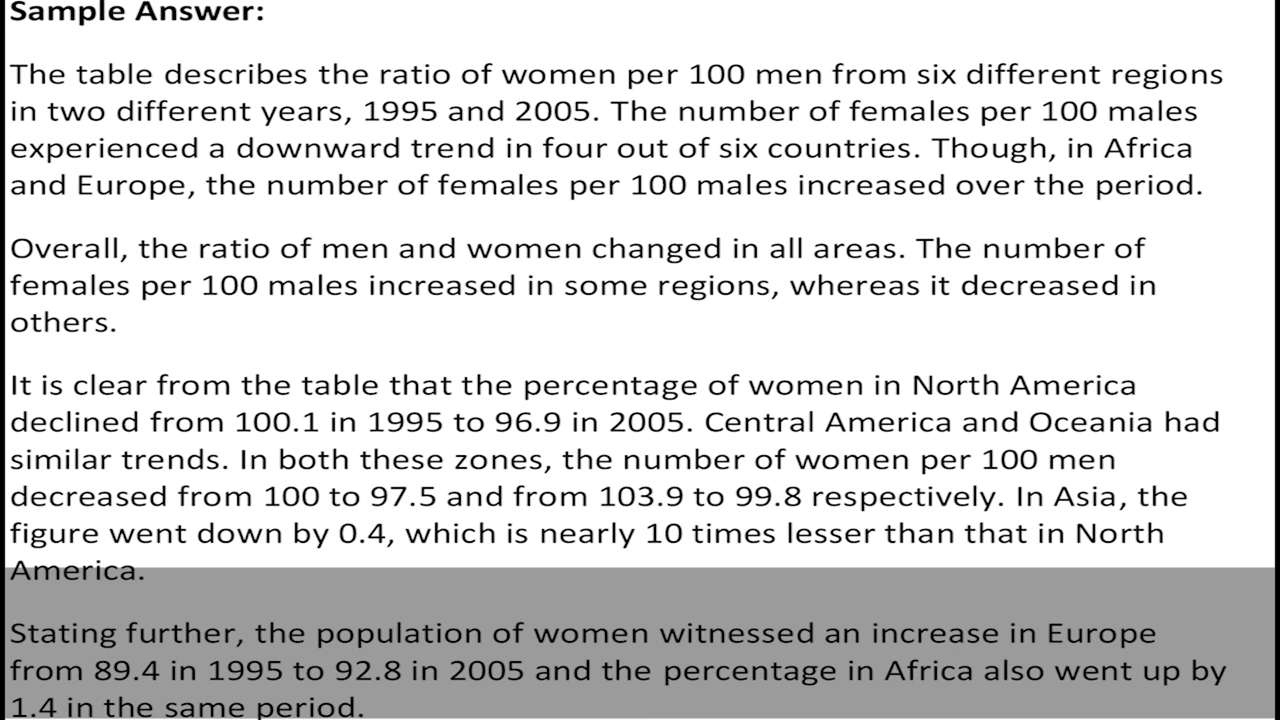 Sample Answer:
The table describes the ratio of women per 100 men from six different regions
in two different years, 1995 and 2005. The number of females per 100 males
experienced a downward trend in four out of six countries. Though, in Africa
and Europe, the number of females per 100 males increased over the period.
Overall, the ratio of men and women changed in all areas. The number of
females per 100 males increased in some regions, whereas it decreased in
others.
It is clear from the table that the percentage of women in North America
declined from 100.1 in 1995 to 96.9 in 2005. Central America and Oceania had
similar trends. In both these zones, the number of women per 100 men
decreased from 100 to 97.5 and from 103.9 to 99.8 respectively. In Asia, the
figure went down by 0.4, which is nearly 10 times lesser than that in North
America.
Stating further, the population of women witnessed an increase in Europe
from 89.4 in 1995 to 92.8 in 2005 and the percentage in Africa also went up by
1.4 in the same period.